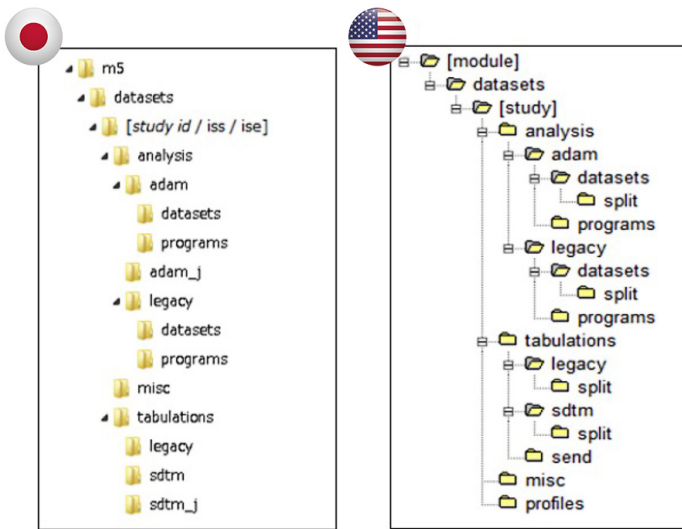 m5
datasets
[study id / iss / ise]
analysis
adam
datasets
programs
adam_j
legacy
datasets
programs
misc
tabulations
legacy
sdtm
sdtm_j
[module]
datasets
[study]
analysis
adam
datasets
split
programs
legacy
datasets
split
programs
tabulations
legacy
split
sdtm
split
send
misc
profiles